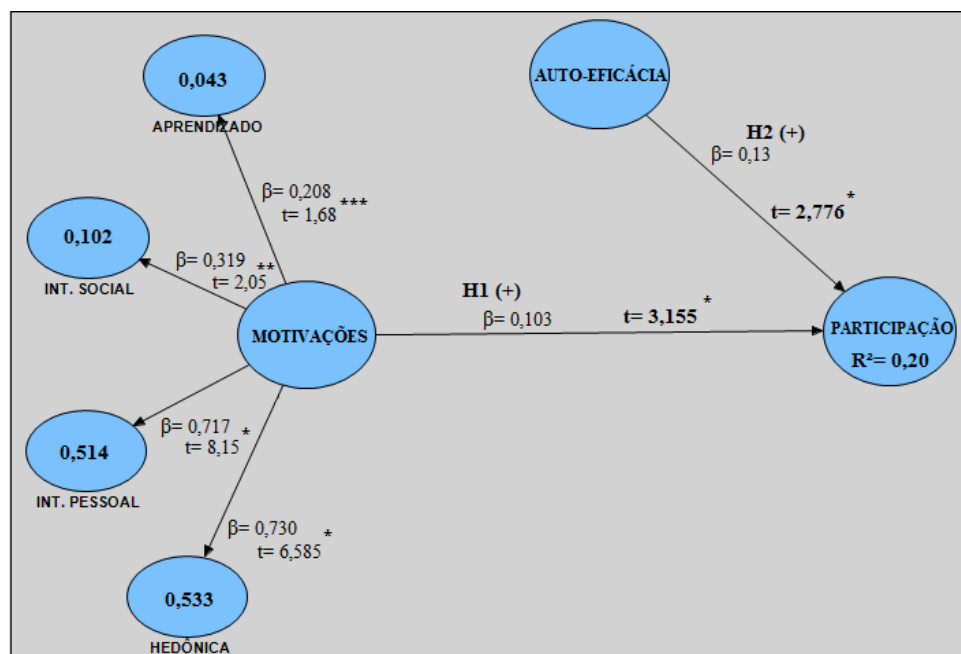 0,043
APRENDIZADO
AUTO-EFICÁCIA
H2 (+)
β= 0,13
t= 2,776*
β= 0,208
t= 1,68***
0,102
INT. SOCIAL
β= 0,319
t= 2,05**
MOTIVAÇÕES
H1 (+)
β= 0,103
t= 3,155*
PARTICIPAÇÃO
R²= 0,20
β= 0,717
t= 8,15*
0,514
INT. PESSOAL
β= 0,730
t= 6,585*
0,533
HEDÔNICA